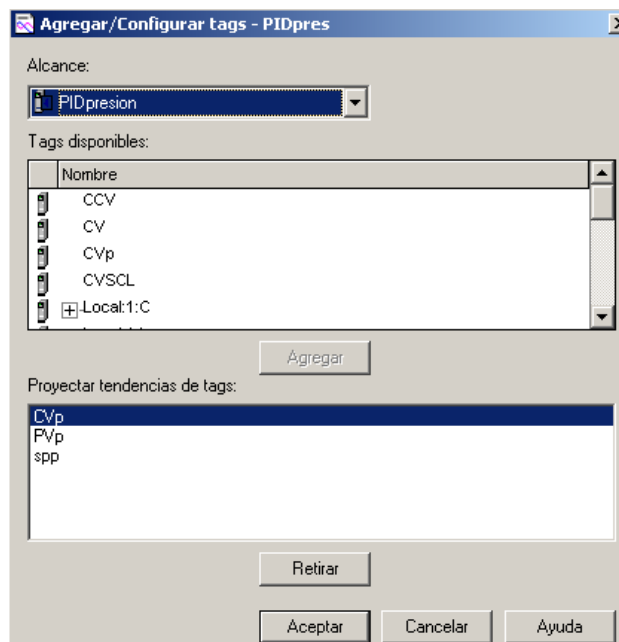 Agregar/Configurar tags - PIDpres
Alcance:
PIDpresion
Tags disponibles:
Nombre
CCV
CV
CVp
CVSCL
Local:1:C
Agregar
Proyectar tendencias de tags:
CVp
PVp
spp
Retirar
Aceptar Cancelar Ayuda